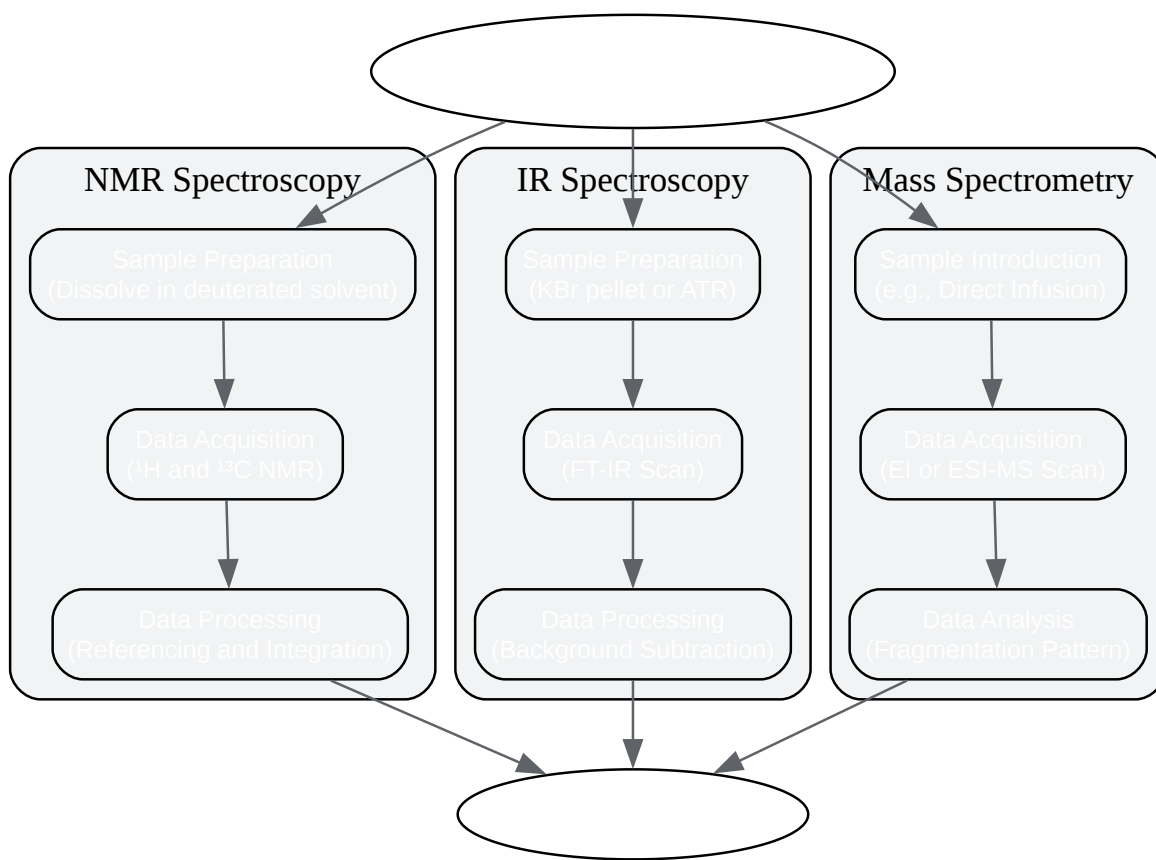 NMR Spectroscopy
IR Spectroscopy
Mass Spectrometry
Sample Preparation
(Dissolve in deuterated solvent)
Sample Preparation
(KBr pellet or ATR)
Sample Introduction
(e.g., Direct Infusion)
Data Acquisition
(¹H and ¹³C NMR)
Data Acquisition
(FT-IR Scan)
Data Acquisition
(EI or ESI-MS Scan)
Data Processing
(Referencing and Integration)
Data Processing
(Background Subtraction)
Data Analysis
(Fragmentation Pattern)